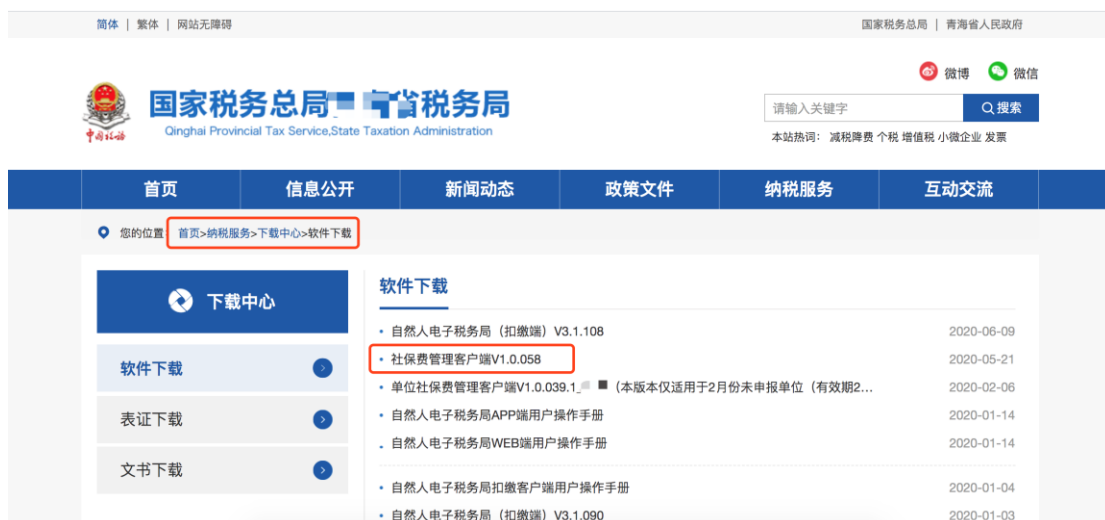 简体 | 繁体 | 网站无障碍
国家税务总局 | 青海省人民政府
微博 微信
国家税务总局 省税务局
Qinghai Provincial Tax Service,State Taxation Administration
中国税务
请输入关键字 搜索
本站热词： 减税降费 个税 增值税 小微企业 发票
首页 信息公开 新闻动态 政策文件 纳税服务 互动交流
您的位置 首页>纳税服务>下载中心>软件下载
下载中心
软件下载
表证下载
文书下载
软件下载
自然人电子税务局（扣缴端）V3.1.108 2020-06-09
社保费管理客户端V1.0.058 2020-05-21
单位社保费管理客户端V1.0.039.1_ （本版本仅适用于2月份未申报单位（有效期2... 2020-02-06
自然人电子税务局APP端用户操作手册 2020-01-14
自然人电子税务局WEB端用户操作手册 2020-01-14
自然人电子税务局扣缴客户端用户操作手册 2020-01-04
自然人电子税务局（扣缴端）V3.1.090 2020-01-03